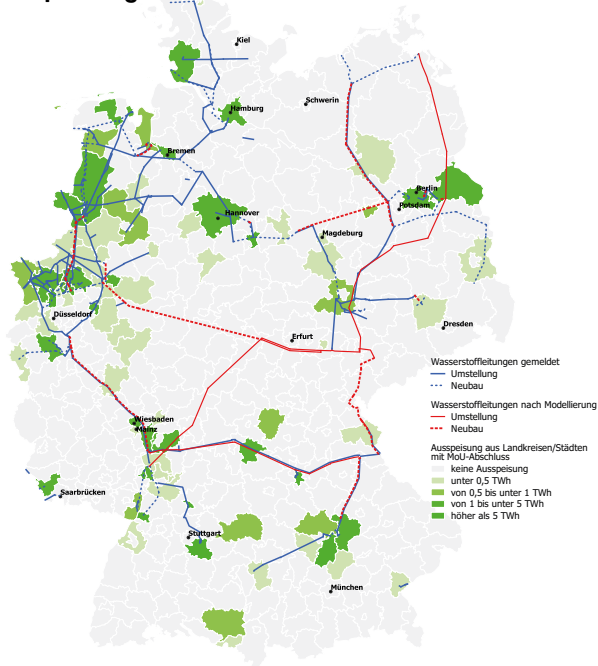 Kiel
Schwerin
Hamburg
Bremen
Berlin
Potsdam
Hannover
Magdeburg
Düsseldorf
Dresden
Erfurt
Wiesbaden
Mainz
Saarbrücken
Stuttgart
München
Wasserstoffleitungen gemeldet
Umstellung
Neubau
Wasserstoffleitungen nach Modellierung
Umstellung
Neubau
Ausspeisung aus Landkreisen/Städten
mit MoU-Abschluss
keine Ausspeisung
unter 0,5 TWh
von 0,5 bis unter 1 TWh
von 1 bis unter 5 TWh
höher als 5 TWh